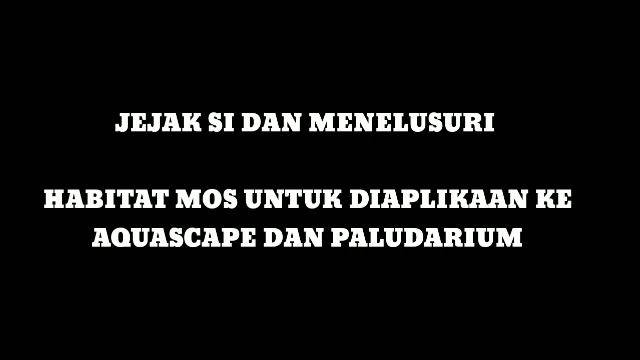 JEJAK SI DAN MENELUSURI
HABITAT MOS UNTUK DIAPLIKAAN KE
AQUASCAPE DAN PALUDARIUM